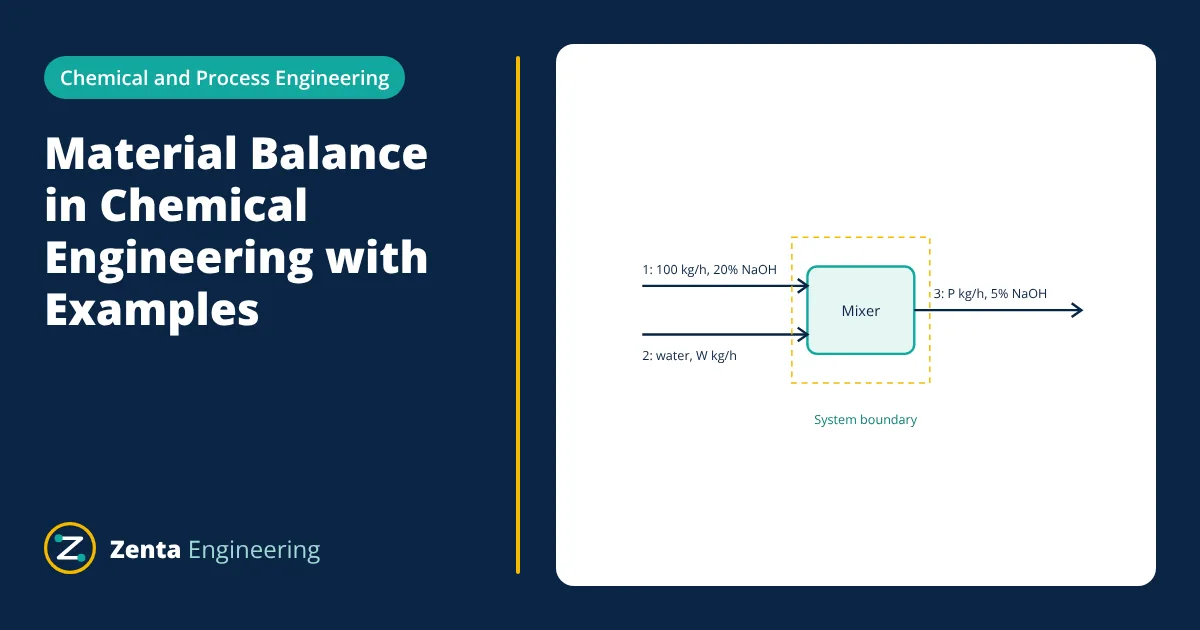 Chemical and Process Engineering
Material Balance
in Chemical
Engineering with
Examples
Zenta Engineering
1: 100 kg/h, 20% NaOH
2: water, W kg/h
Mixer
3: P kg/h, 5% NaOH
System boundary